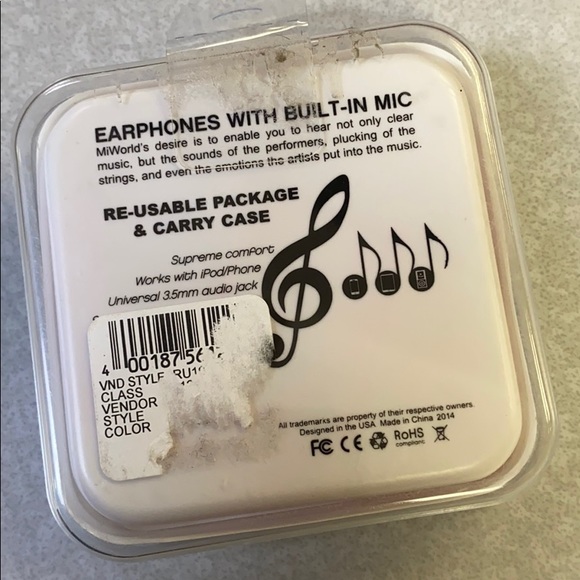 EARPHONES WITH BUILT-IN MIC
MiWorld's desire is to enable you to hear not only clear
music, but the sounds of the performers, plucking of the
strings, and even the emotions the artists put into the music.
RE-USABLE PACKAGE
& CARRY CASE
Supreme comfort
Works with iPod/Phone
Universal 3.5mm audio jack
4 00187 56
VND STYLE RU1
CLASS
VENDOR
STYLE
COLOR
All trademarks are property of their respective owners.
Designed in the USA Made in China 2014
FC CE RoHS
compliant